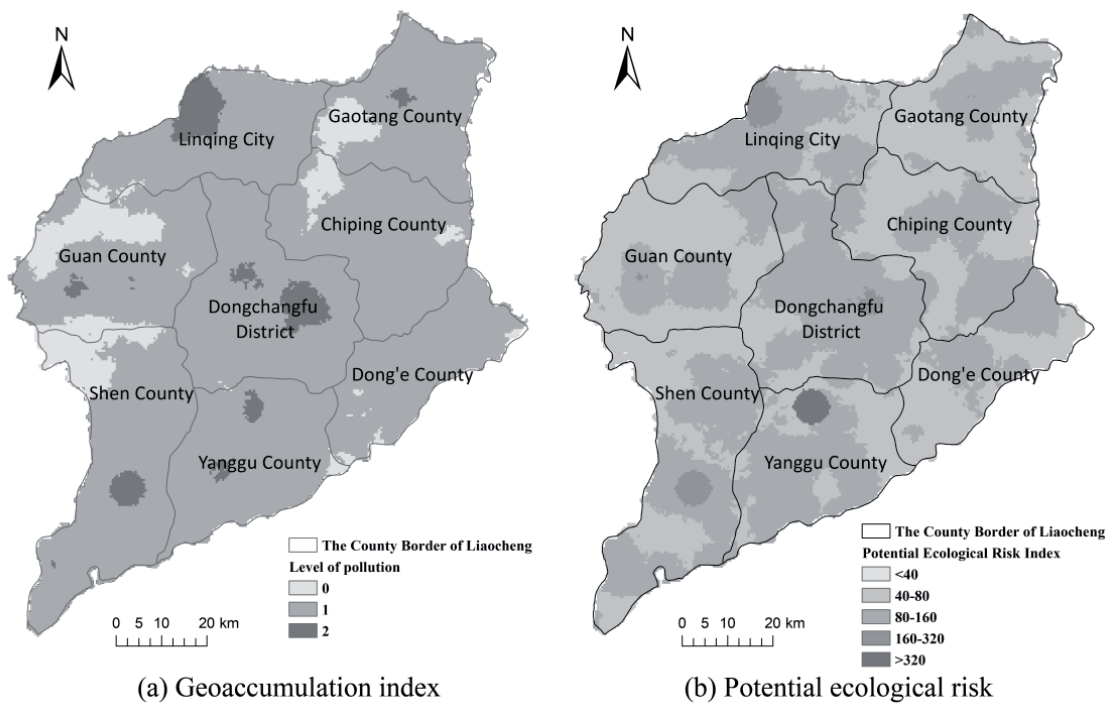 N
Gaotang County
Linqing City
Chiping County
Guan County
Dongchangfu
District
Dong'e County
Shen County
Yanggu County
The County Border of Liaocheng
Level of pollution
0
1
2
0 5 10 20 km
(a) Geoaccumulation index
N
Gaotang County
Linqing City
Chiping County
Guan County
Dongchangfu
District
Dong'e County
Shen County
Yanggu County
The County Border of Liaocheng
Potential Ecological Risk Index
<40
40-80
80-160
160-320
>320
0 5 10 20 km
(b) Potential ecological risk